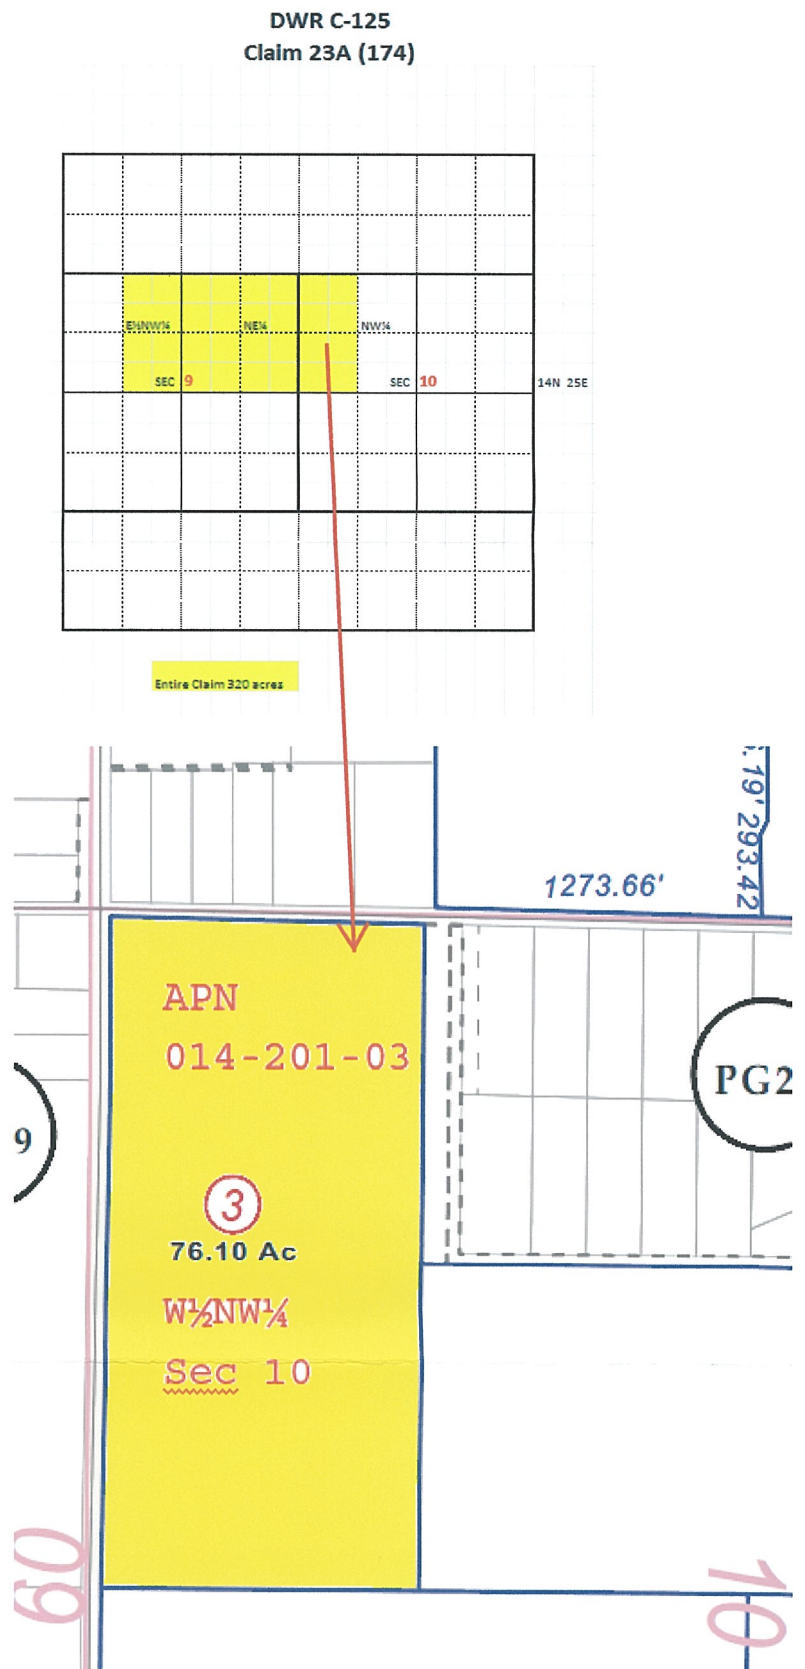 DWR C-125
Claim 23A (174)
E½NW¼
NE¼
NW¼
SEC 9
SEC 10
14N 25E
Entire Claim 320 acres
.19' 293.42
1273.66'
APN
014-201-03
PG2
9
3
76.10 Ac
W½NW¼
Sec 10
09
10